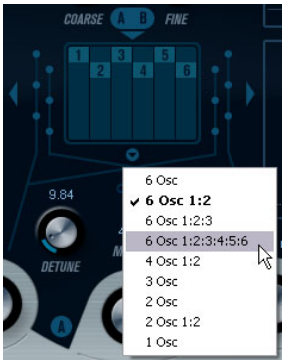 COARSE A B FINE
1 2 3 4 5 6
9.84
DETUNE
A
6 Osc
✓ 6 Osc 1:2
6 Osc 1:2:3
6 Osc 1:2:3:4:5:6
4 Osc 1:2
3 Osc
2 Osc
2 Osc 1:2
1 Osc